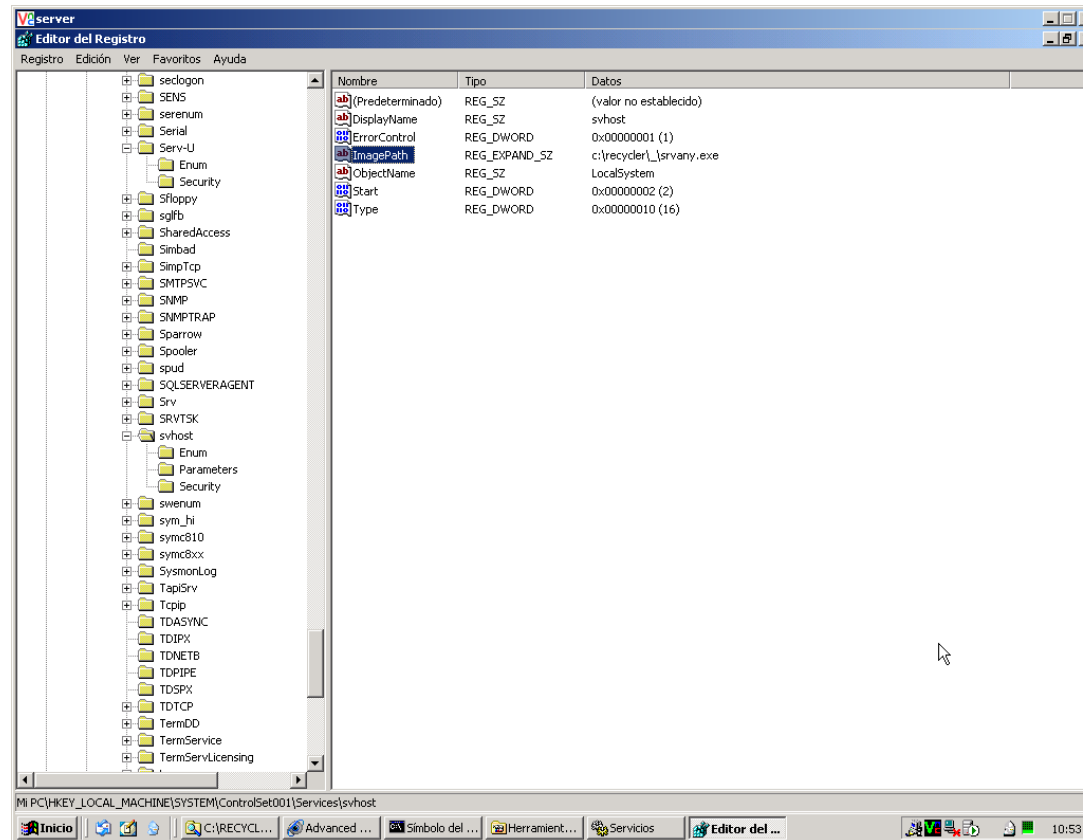 server
Editor del Registro
Registro Edición Ver Favoritos Ayuda
seclogon
SENS
serenum
Serial
Serv-U
Enum
Security
Sfloppy
sglfb
SharedAccess
Simbad
SimpTcp
SMTPSVC
SNMP
SNMPTRAP
Sparrow
Spooler
spud
SQLSERVERAGENT
Srv
SRVTSK
svhost
Enum
Parameters
Security
swenum
sym_hi
symc810
symc8xx
SysmonLog
TapiSrv
Tcpip
TDASYNC
TDIPX
TDNETB
TDPIPE
TDSPX
TDTCP
TermDD
TermService
TermServLicensing
Nombre Tipo Datos
(Predeterminado) REG_SZ (valor no establecido)
DisplayName REG_SZ svhost
ErrorControl REG_DWORD 0x00000001 (1)
ImagePath REG_EXPAND_SZ c:\recycler\_\srvany.exe
ObjectName REG_SZ LocalSystem
Start REG_DWORD 0x00000002 (2)
Type REG_DWORD 0x00000010 (16)
Mi PC\HKEY_LOCAL_MACHINE\SYSTEM\ControlSet001\Services\svhost
Inicio C:\RECYCL... Advanced ... Símbolo del ... Herramient... Servicios Editor del ... 10:53